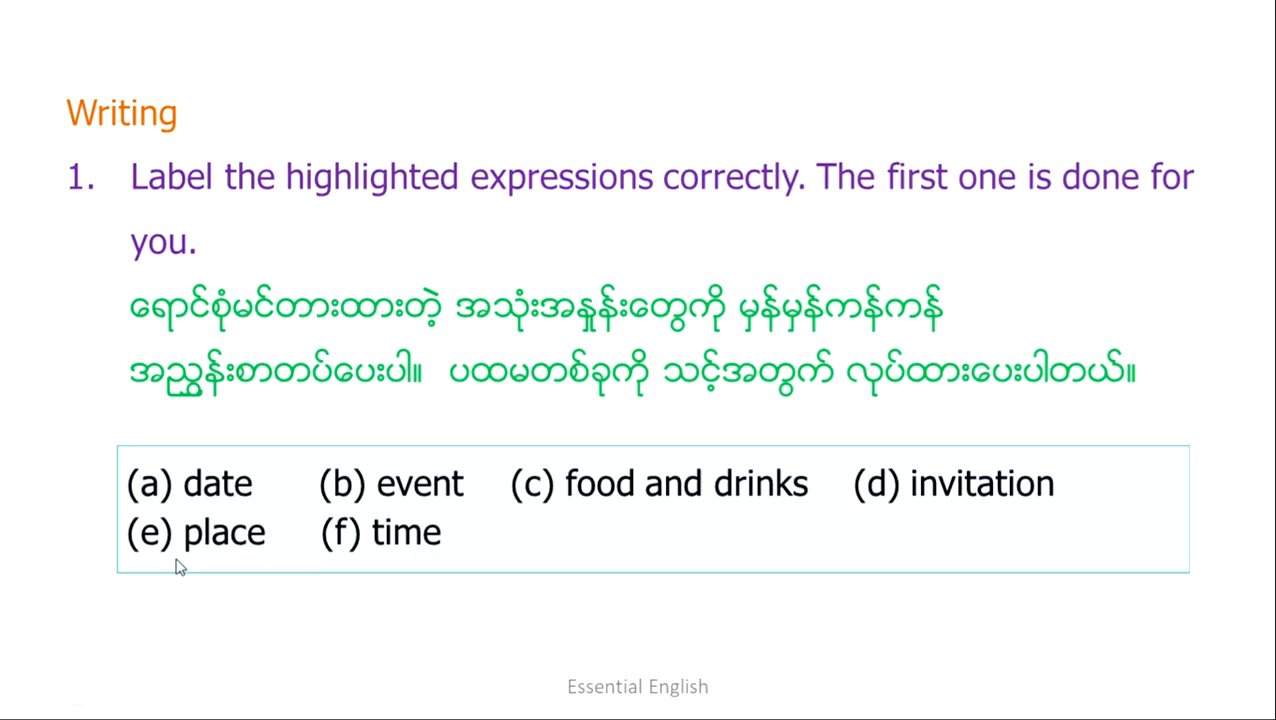 Writing
1. Label the highlighted expressions correctly. The first one is done for
you.
ရောင်စုံမင်တားထားတဲ့ အသုံးအနှုန်းတွေကို မှန်မှန်ကန်ကန်
အညွှန်းစာတပ်ပေးပါ။ ပထမတစ်ခုကို သင့်အတွက် လုပ်ထားပေးပါတယ်။
(a) date (b) event (c) food and drinks (d) invitation
(e) place (f) time
Essential English